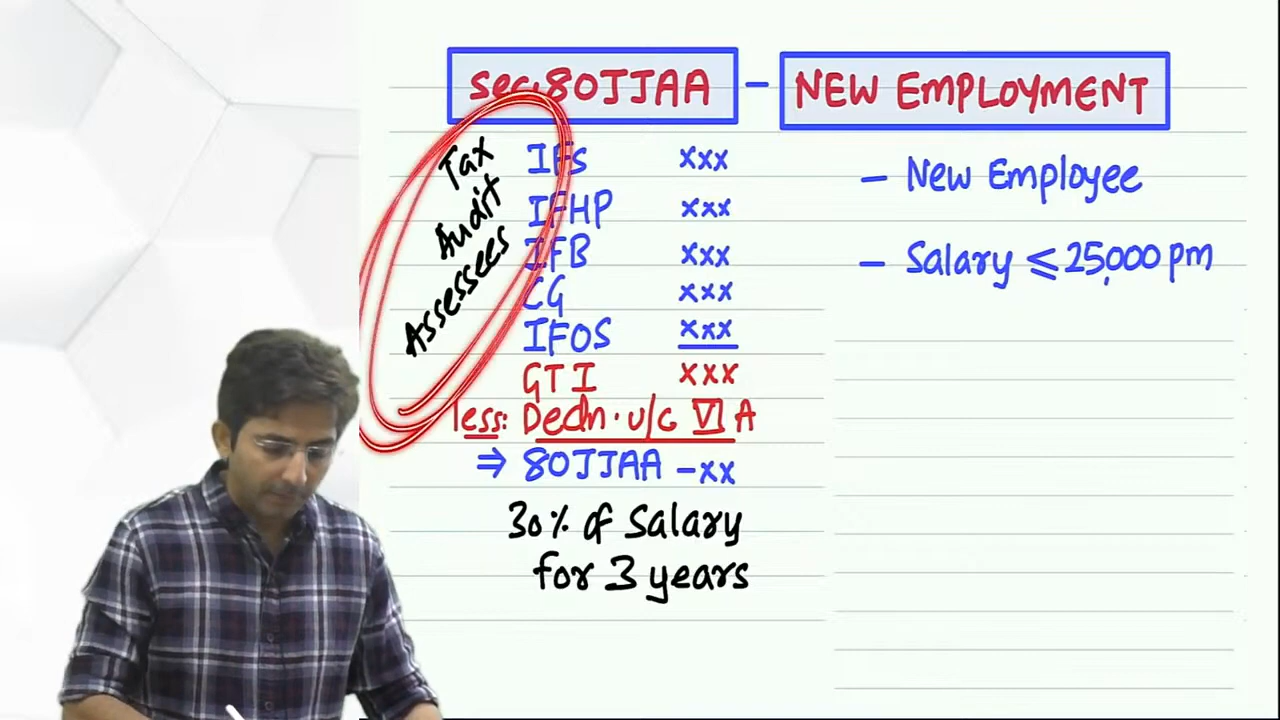 Sec. 80JJAA - NEW EMPLOYMENT
Tax
Audit
Assessees
IFS xxx
IFHP xxx
IFB xxx
CG xxx
IFOS xxx
GTI xxx
less: Dedn. u/c VI A
⇒ 80JJAA - xx
30% of Salary
for 3 years
- New Employee
- Salary ≤ 25,000 pm